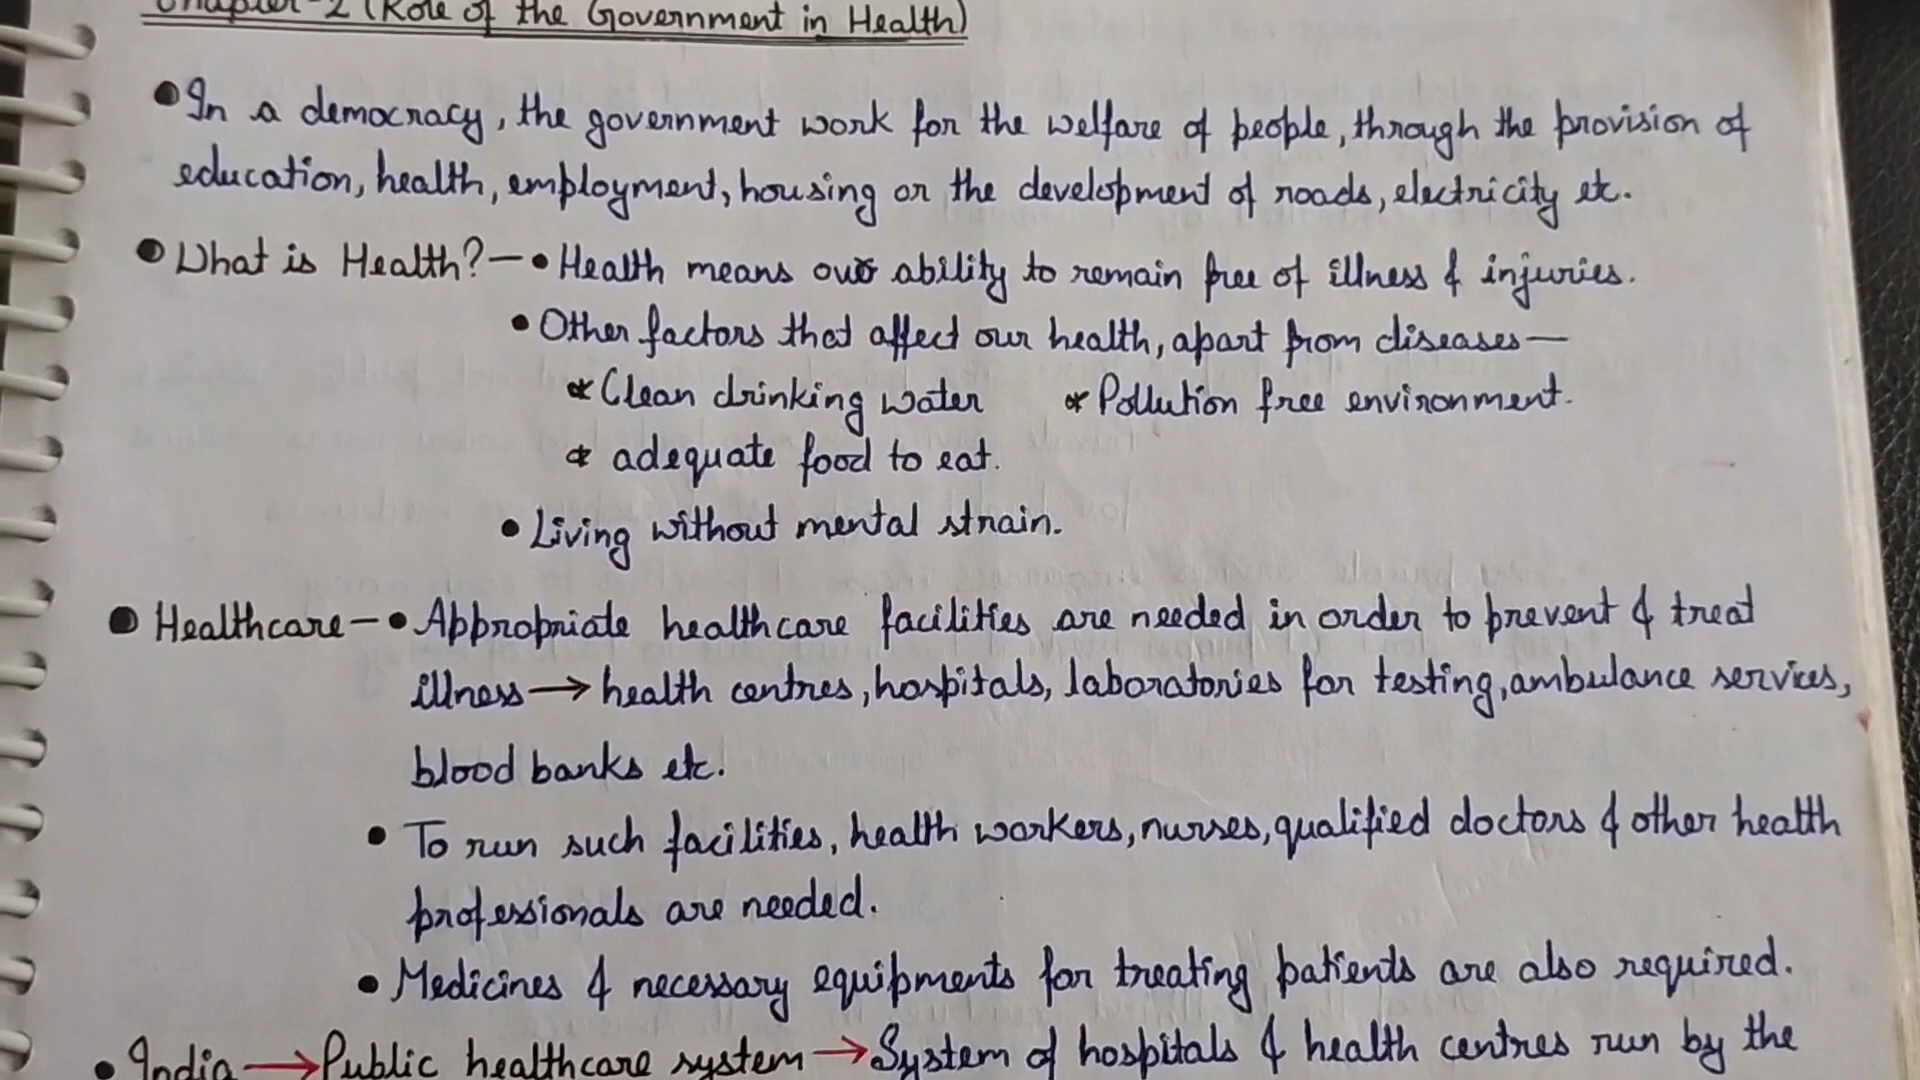 Chapter-2 (Role of the Government in Health)
• In a democracy, the government work for the welfare of people, through the provision of
education, health, employment, housing or the development of roads, electricity etc.
• What is Health? — • Health means our ability to remain free of illness & injuries.
• Other factors that affect our health, apart from diseases —
* Clean drinking water * Pollution free environment.
* adequate food to eat.
• Living without mental strain.
• Healthcare — • Appropriate healthcare facilities are needed in order to prevent & treat
illness → health centres, hospitals, laboratories for testing, ambulance services,
blood banks etc.
• To run such facilities, health workers, nurses, qualified doctors & other health
professionals are needed.
• Medicines & necessary equipments for treating patients are also required.
• India → Public healthcare system → System of hospitals & health centres run by the